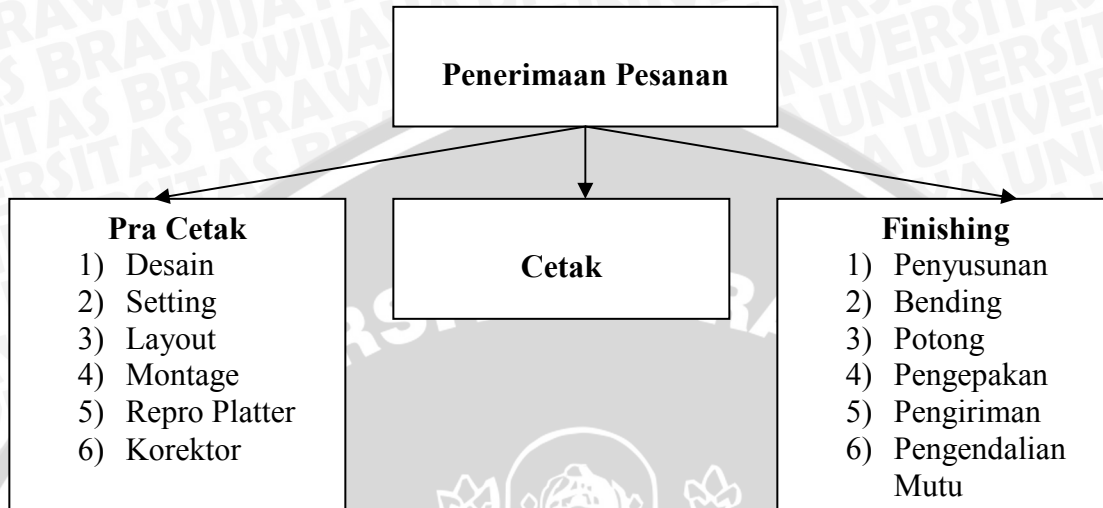 Penerimaan Pesanan
Pra Cetak
1) Desain
2) Setting
3) Layout
4) Montage
5) Repro Platter
6) Korektor
Cetak
Finishing
1) Penyusunan
2) Bending
3) Potong
4) Pengepakan
5) Pengiriman
6) Pengendalian
Mutu